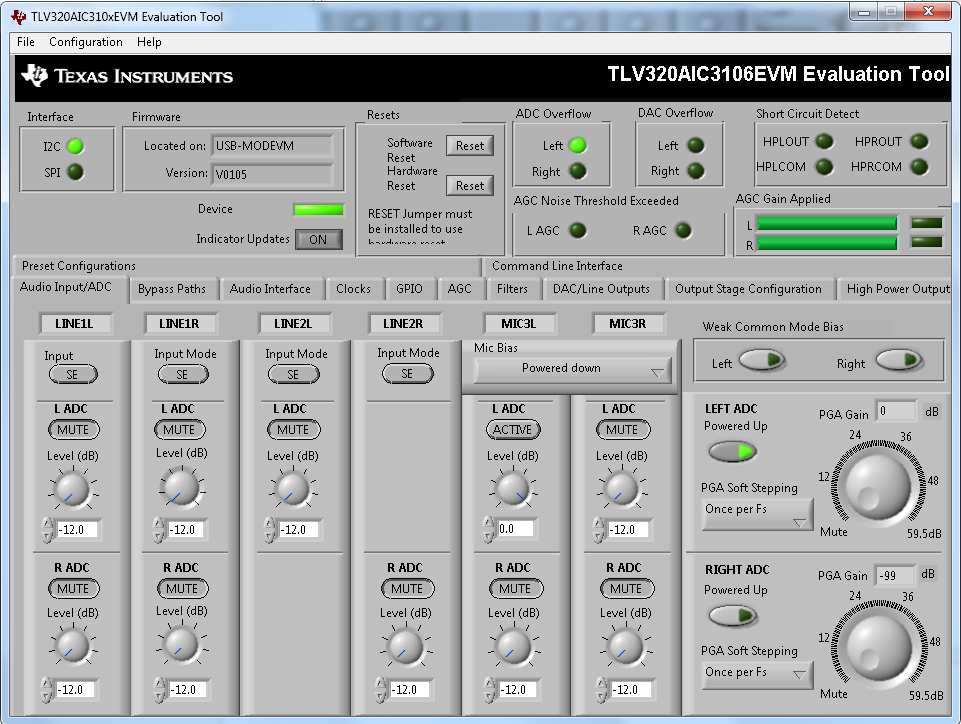 TLV320AIC310xEVM Evaluation Tool
File Configuration Help
TEXAS INSTRUMENTS
TLV320AIC3106EVM Evaluation Tool
Interface
I2C
SPI
Firmware
Located on: USB-MODEVM
Version: V0105
Device
Indicator Updates ON
Resets
Software Reset
Reset
Hardware Reset
Reset
RESET Jumper must
be installed to use
hardware reset
ADC Overflow
Left
Right
DAC Overflow
Left
Right
Short Circuit Detect
HPLOUT HPROUT
HPLCOM HPRCOM
AGC Noise Threshold Exceeded
L AGC R AGC
AGC Gain Applied
L
R
Preset Configurations Command Line Interface
Audio Input/ADC Bypass Paths Audio Interface Clocks GPIO AGC Filters DAC/Line Outputs Output Stage Configuration High Power Output
LINE1L LINE1R LINE2L LINE2R MIC3L MIC3R
Input Input Mode Input Mode Input Mode
SE SE SE SE
Mic Bias
Powered down
Weak Common Mode Bias
Left Right
L ADC L ADC L ADC L ADC L ADC
MUTE MUTE MUTE ACTIVE MUTE
Level (dB) Level (dB) Level (dB) Level (dB) Level (dB)
-12.0 -12.0 -12.0 0.0 -12.0
LEFT ADC
Powered Up
PGA Soft Stepping
Once per Fs
PGA Gain 0 dB
24 36
12 48
Mute 59.5dB
R ADC R ADC R ADC R ADC R ADC
MUTE MUTE MUTE MUTE MUTE
Level (dB) Level (dB) Level (dB) Level (dB) Level (dB)
-12.0 -12.0 -12.0 -12.0 -12.0
RIGHT ADC
Powered Up
PGA Soft Stepping
Once per Fs
PGA Gain -99 dB
24 36
12 48
Mute 59.5dB